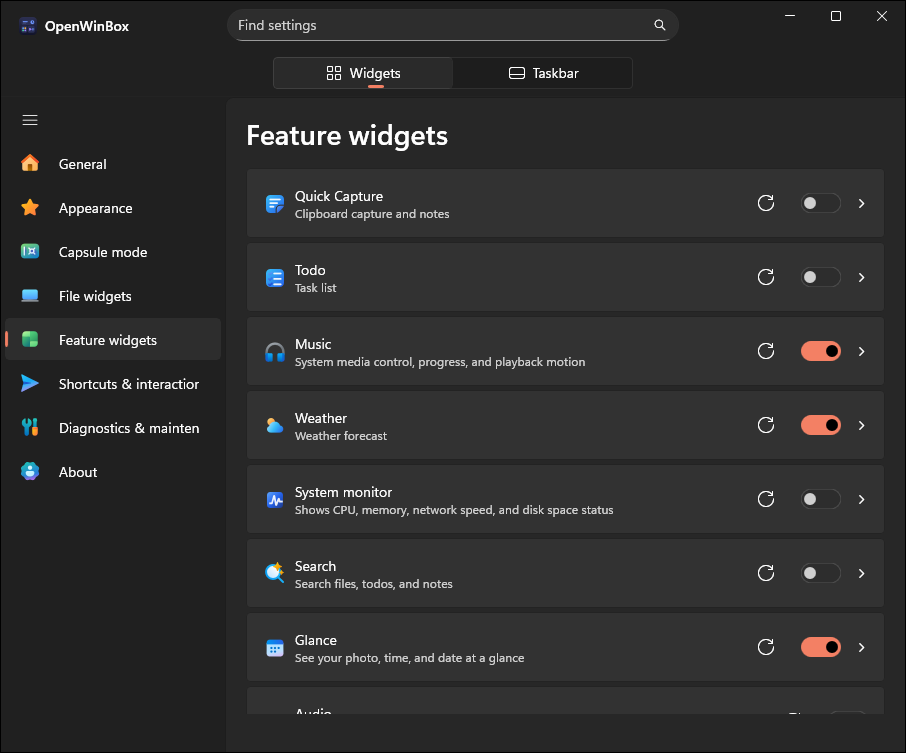 OpenWinBox
Find settings
Widgets
Taskbar
General
Appearance
Capsule mode
File widgets
Feature widgets
Shortcuts & interaction
Diagnostics & mainten
About
Feature widgets
Quick Capture
Clipboard capture and notes
Todo
Task list
Music
System media control, progress, and playback motion
Weather
Weather forecast
System monitor
Shows CPU, memory, network speed, and disk space status
Search
Search files, todos, and notes
Glance
See your photo, time, and date at a glance
Audio